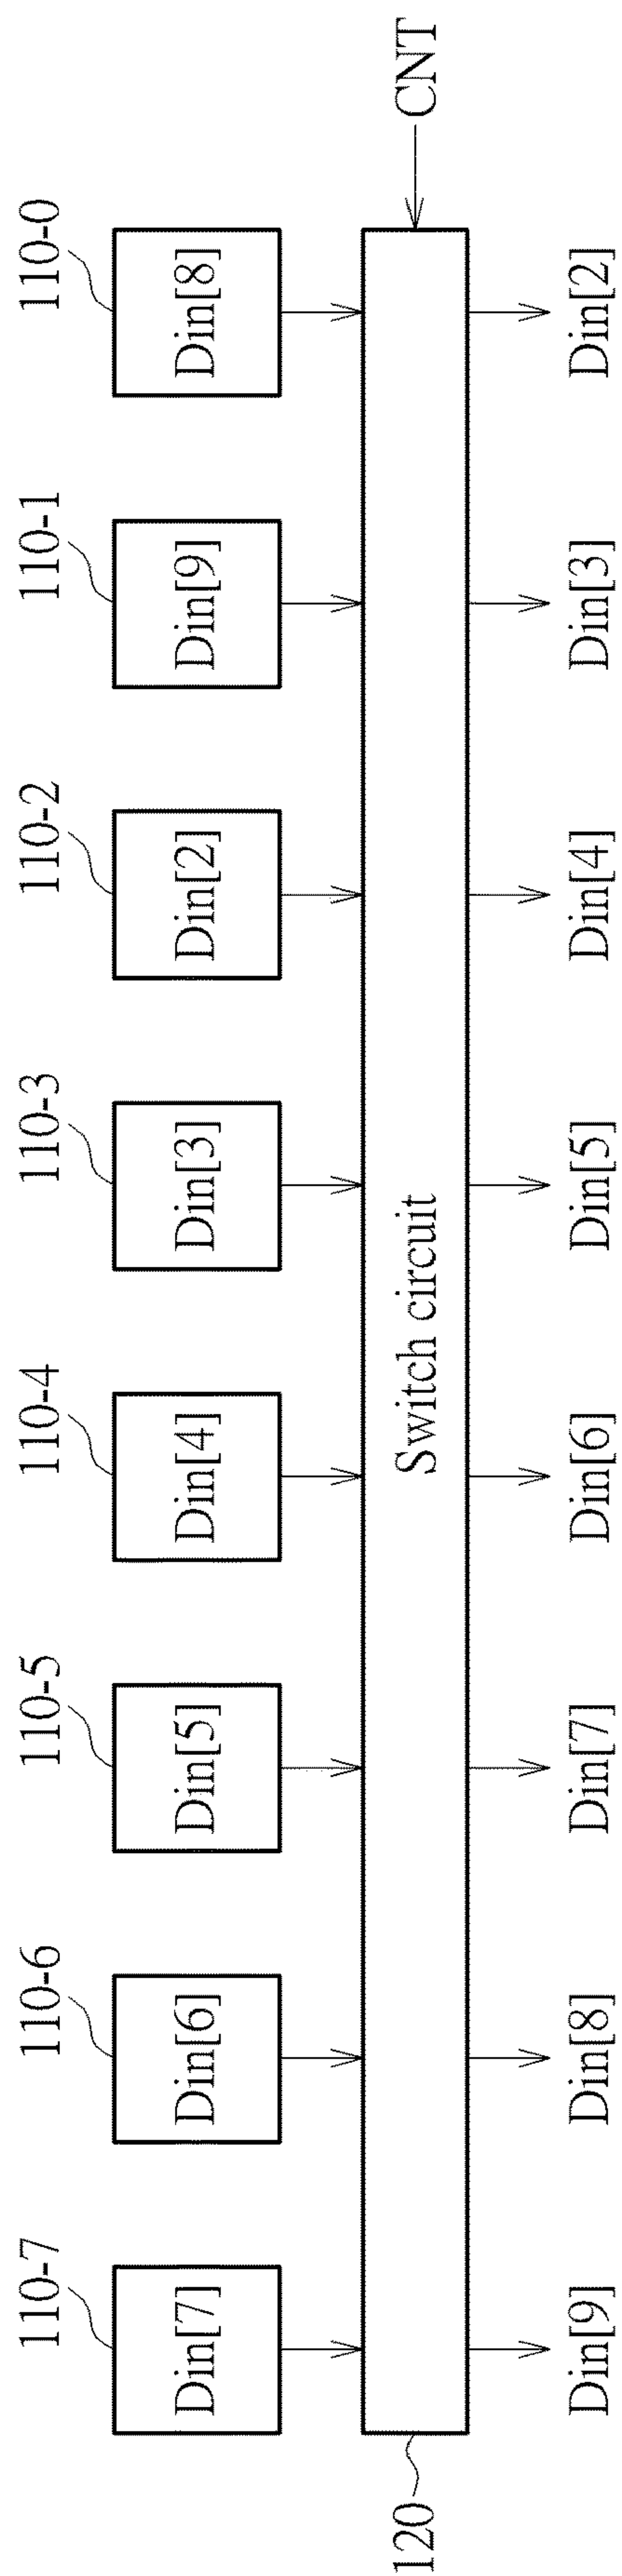 110-7
110-6
110-5
110-4
110-3
110-2
110-1
110-0
Din[7]
Din[6]
Din[5]
Din[4]
Din[3]
Din[2]
Din[9]
Din[8]
120
Switch circuit
CNT
Din[9]
Din[8]
Din[7]
Din[6]
Din[5]
Din[4]
Din[3]
Din[2]